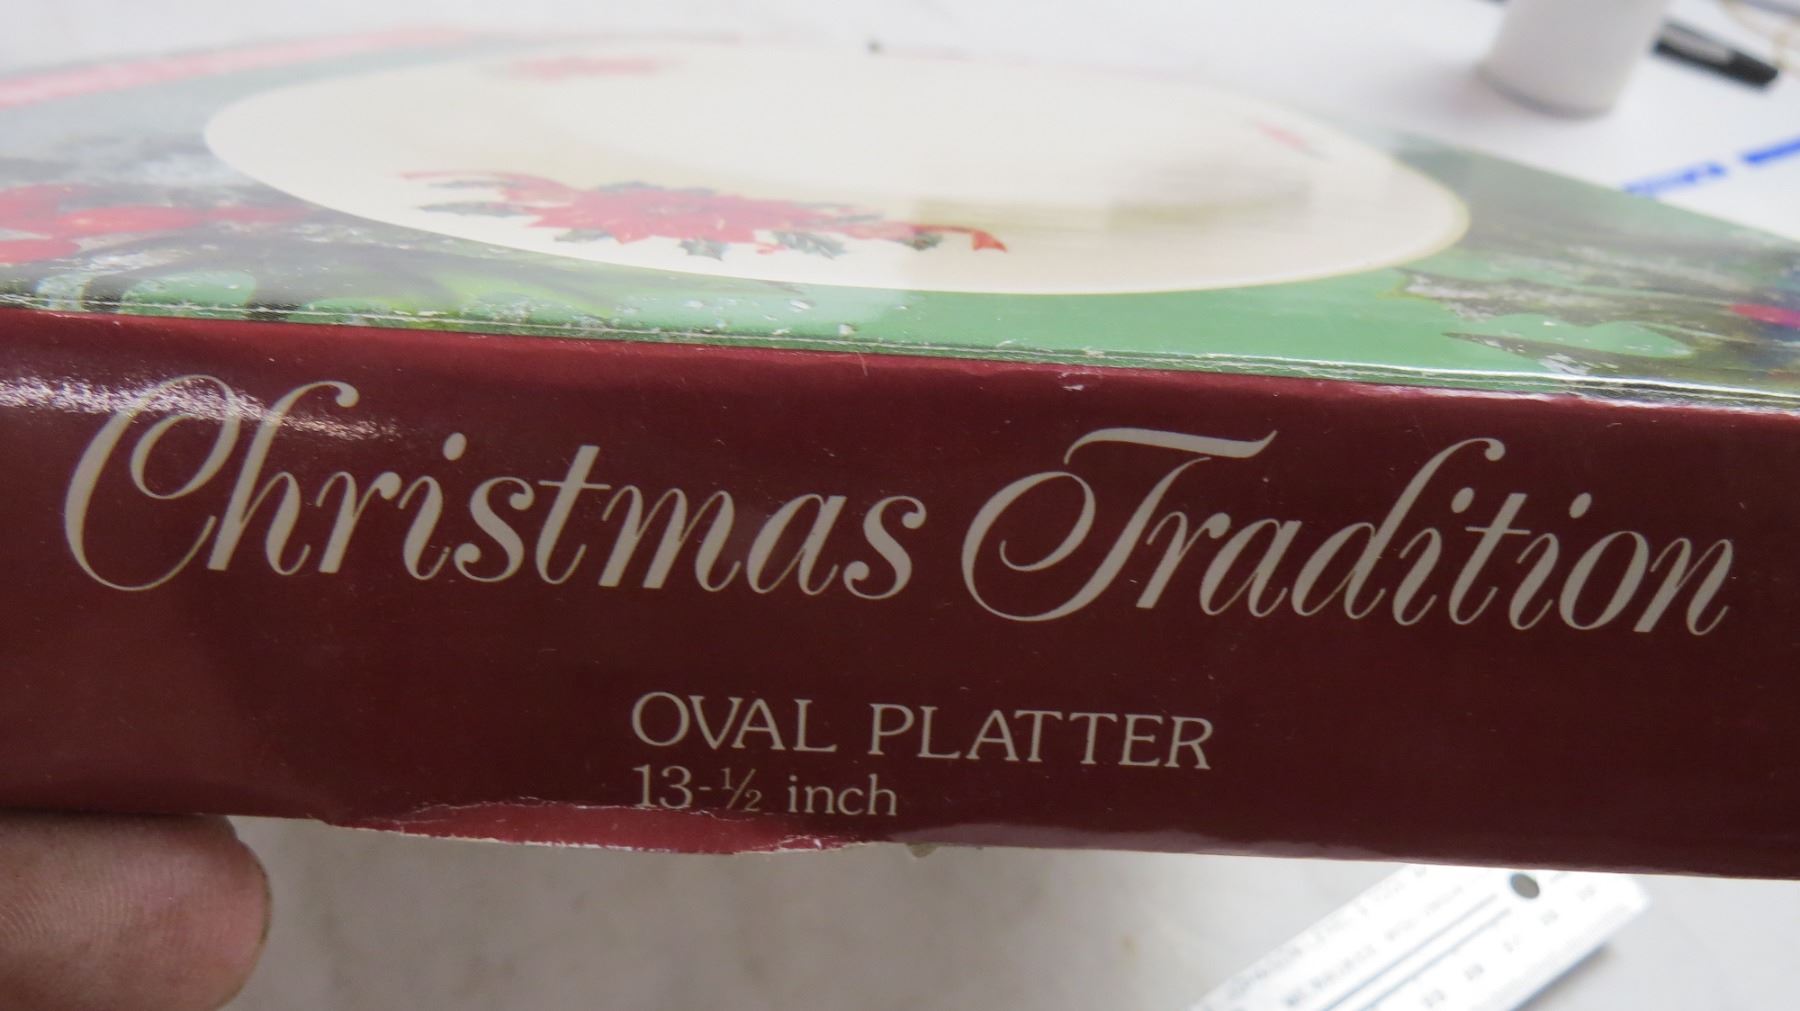 Christmas Tradition
OVAL PLATTER
13-½ inch